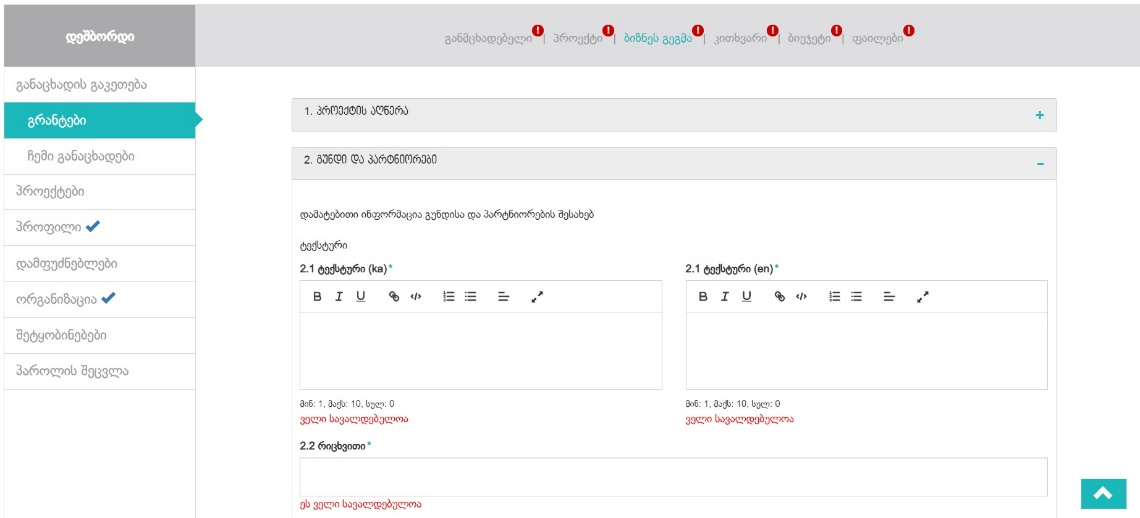 დეშბორდი
განმცხადებელი | პროექტი | ბიზნეს გეგმა | კითხვარი | ბიუჯეტი | ფაილები
განაცხადის გაკეთება
გრანტები
ჩემი განაცხადები
პროექტები
პროფილი
დამფუძნებლები
ორგანიზაცია
შეტყობინებები
პაროლის შეცვლა
1. პროექტის აღწერა +
2. გუნდი და პარტნიორები -
დამატებითი ინფორმაცია გუნდისა და პარტნიორების შესახებ
ტექსტური
2.1 ტექსტური (ka)* 2.1 ტექსტური (en)*
B I U B I U
მინ: 1, მაქს: 10, სულ: 0 მინ: 1, მაქს: 10, სულ: 0
ველი სავალდებულოა ველი სავალდებულოა
2.2 რიცხვითი*
ეს ველი სავალდებულოა